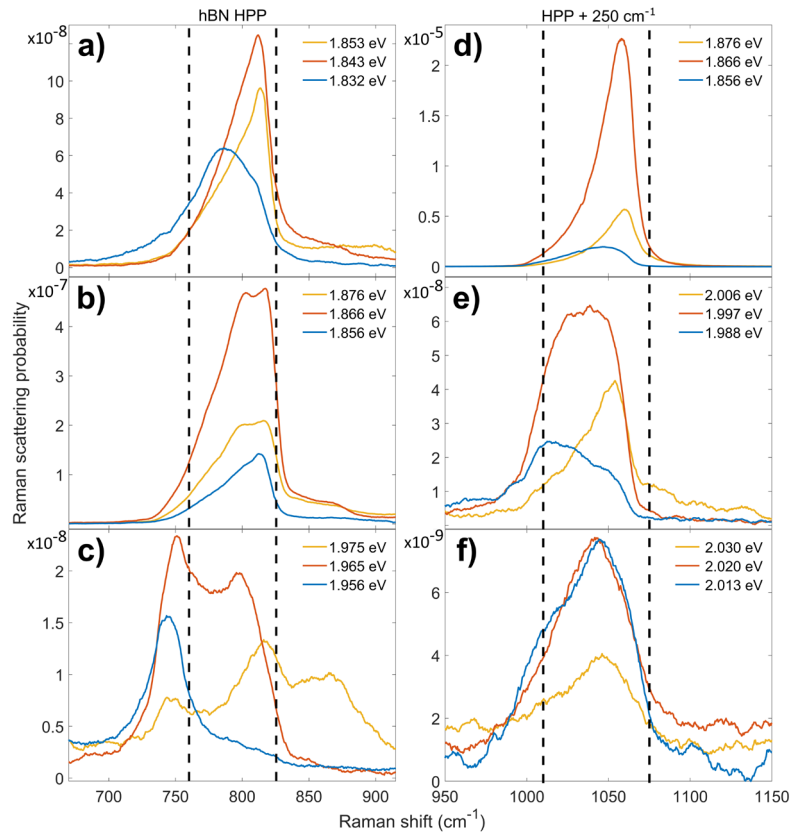 hBN HPP
HPP + 250 cm⁻¹
x10⁻⁸
a)
1.853 eV
1.843 eV
1.832 eV
12
10
8
6
4
2
0
x10⁻⁵
d)
1.876 eV
1.866 eV
1.856 eV
2
1.5
1
0.5
0
x10⁻⁷
b)
1.876 eV
1.866 eV
1.856 eV
4
3
2
1
x10⁻⁸
e)
2.006 eV
1.997 eV
1.988 eV
6
5
4
3
2
1
0
x10⁻⁸
c)
1.975 eV
1.965 eV
1.956 eV
2
1.5
1
0.5
0
x10⁻⁹
f)
2.030 eV
2.020 eV
2.013 eV
6
4
2
0
700 750 800 850 900
950 1000 1050 1100 1150
Raman scattering probability
Raman shift (cm⁻¹)